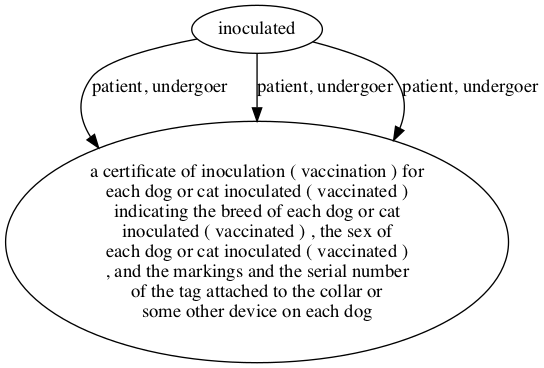 inoculated
patient, undergoer patient, undergoer patient, undergoer
a certificate of inoculation ( vaccination ) for
each dog or cat inoculated ( vaccinated )
indicating the breed of each dog or cat
inoculated ( vaccinated ) , the sex of
each dog or cat inoculated ( vaccinated )
, and the markings and the serial number
of the tag attached to the collar or
some other device on each dog